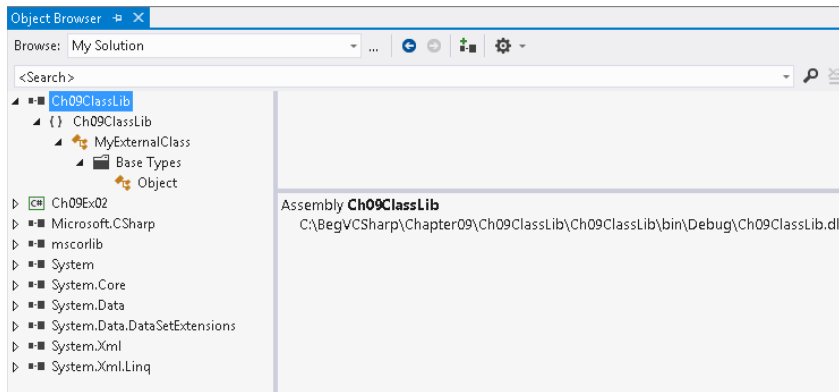 Object Browser
Browse: My Solution ...
<Search>
Ch09ClassLib
{ } Ch09ClassLib
MyExternalClass
Base Types
Object
C# Ch09Ex02
Microsoft.CSharp
mscorlib
System
System.Core
System.Data
System.Data.DataSetExtensions
System.Xml
System.Xml.Linq
Assembly Ch09ClassLib
C:\BegVCSharp\Chapter09\Ch09ClassLib\Ch09ClassLib\bin\Debug\Ch09ClassLib.dl